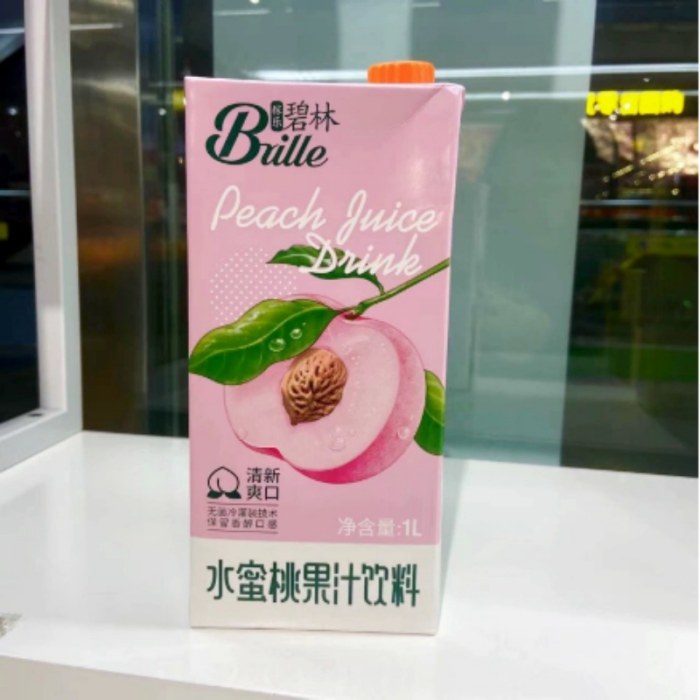 碧林
Brille
Peach Juice
Drink
清新
爽口
无菌冷灌装技术
保留香醇口感
净含量:1L
水蜜桃果汁饮料